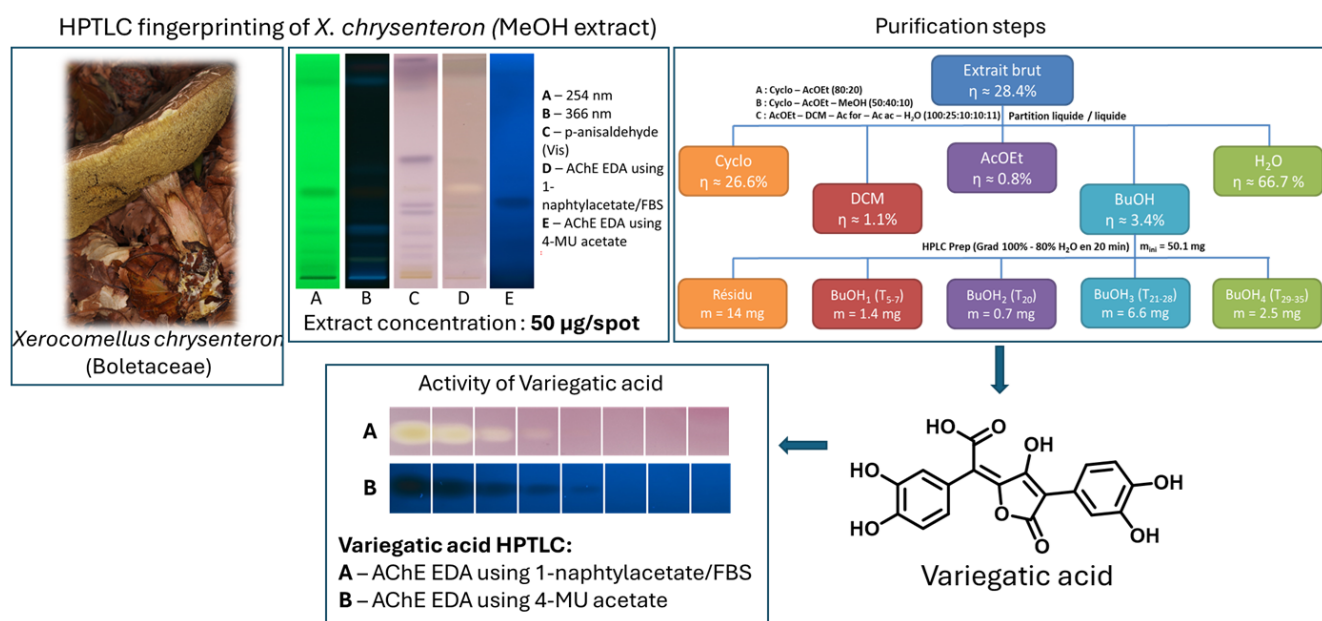 HPTLC fingerprinting of X. chrysenteron (MeOH extract)
Xerocomellus chrysenteron
(Boletaceae)
A – 254 nm
B – 366 nm
C – p-anisaldehyde
(Vis)
D – AChE EDA using
1-
naphtylacetate/FBS
E – AChE EDA using
4-MU acetate
A B C D E
Extract concentration : 50 µg/spot
Purification steps
Extrait brut
η ≈ 28.4%
A : Cyclo – AcOEt (80:20)
B : Cyclo – AcOEt – MeOH (50:40:10)
C : AcOEt – DCM – Ac for – Ac ac – H₂O (100:25:10:10:11)
Partition liquide / liquide
Cyclo
η ≈ 26.6%
DCM
η ≈ 1.1%
AcOEt
η ≈ 0.8%
BuOH
η ≈ 3.4%
H₂O
η ≈ 66.7 %
HPLC Prep (Grad 100% - 80% H₂O en 20 min)
mini = 50.1 mg
Résidu
m = 14 mg
BuOH₁ (T₅₋₇)
m = 1.4 mg
BuOH₂ (T₂₀)
m = 0.7 mg
BuOH₃ (T₂₁₋₂₈)
m = 6.6 mg
BuOH₄ (T₂₉₋₃₅)
m = 2.5 mg
Activity of Variegatic acid
A
B
Variegatic acid HPTLC:
A – AChE EDA using 1-naphtylacetate/FBS
B – AChE EDA using 4-MU acetate
HO
O
OH
HO
HO
O
O
OH
OH
Variegatic acid